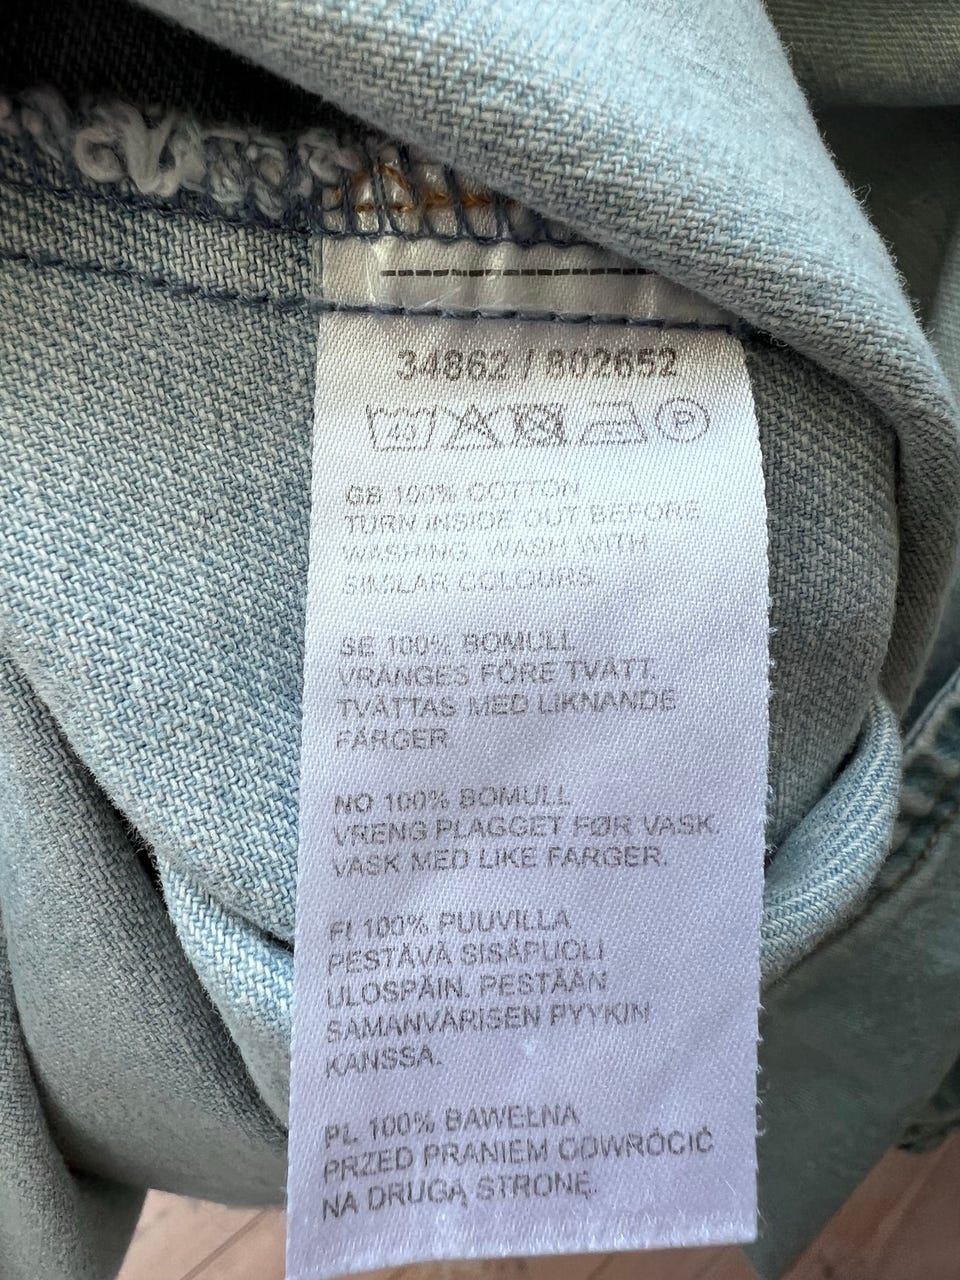 34862 / 802652
40 P
GB 100% COTTON
TURN INSIDE OUT BEFORE
WASHING. WASH WITH
SIMILAR COLOURS.
SE 100% BOMULL
VRÄNGES FÖRE TVÄTT.
TVÄTTAS MED LIKNANDE
FÄRGER
NO 100% BOMULL
VRENG PLAGGET FØR VASK.
VASK MED LIKE FARGER.
FI 100% PUUVILLA
PESTÄVÄ SISÄPUOLI
ULOSPÄIN. PESTÄÄN
SAMANVÄRISEN PYYKIN
KANSSA.
PL 100% BAWEŁNA
PRZED PRANIEM ODWRÓCIĆ
NA DRUGĄ STRONĘ.